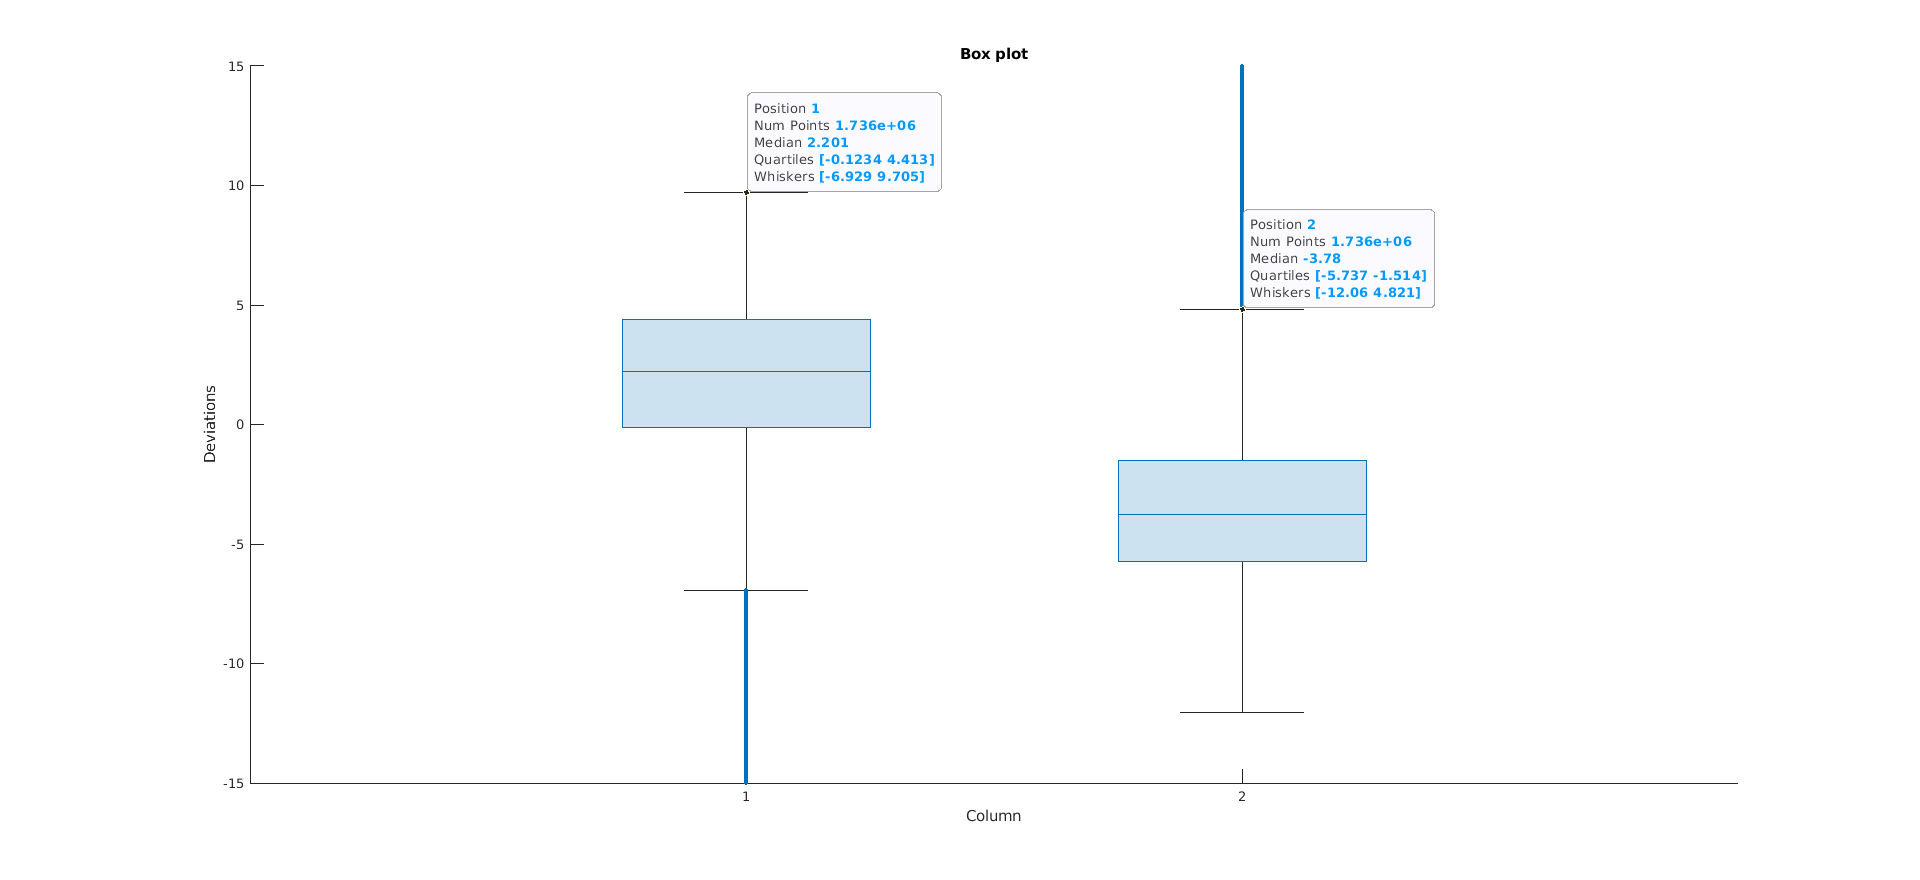 Box plot
15
10
5
0
-5
-10
-15
Deviations
Position 1
Num Points 1.736e+06
Median 2.201
Quartiles [-0.1234 4.413]
Whiskers [-6.929 9.705]
Position 2
Num Points 1.736e+06
Median -3.78
Quartiles [-5.737 -1.514]
Whiskers [-12.06 4.821]
1 2
Column